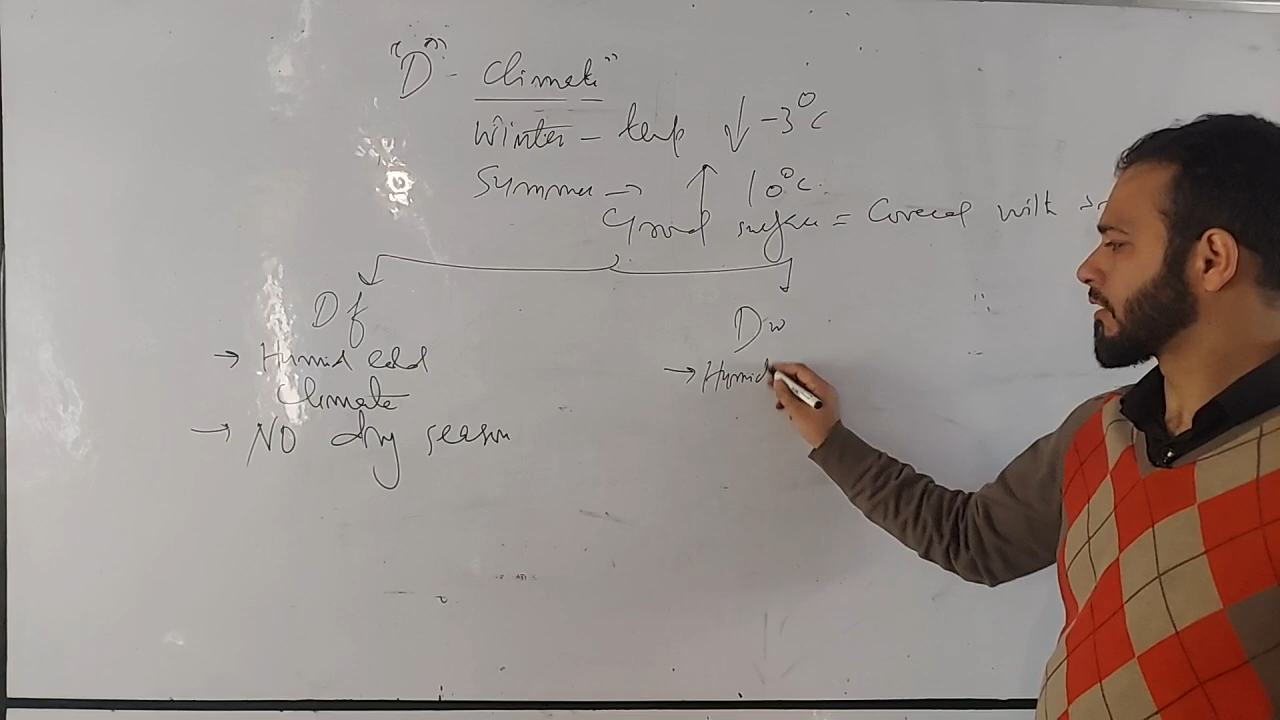 "D" - Climate"
Winter - temp ↓ -3°c
Summer → ↑ 10°c.
Ground surface = Covered with
Df
→ Humid cold
Climate
→ NO dry season
Dw
→ Humid